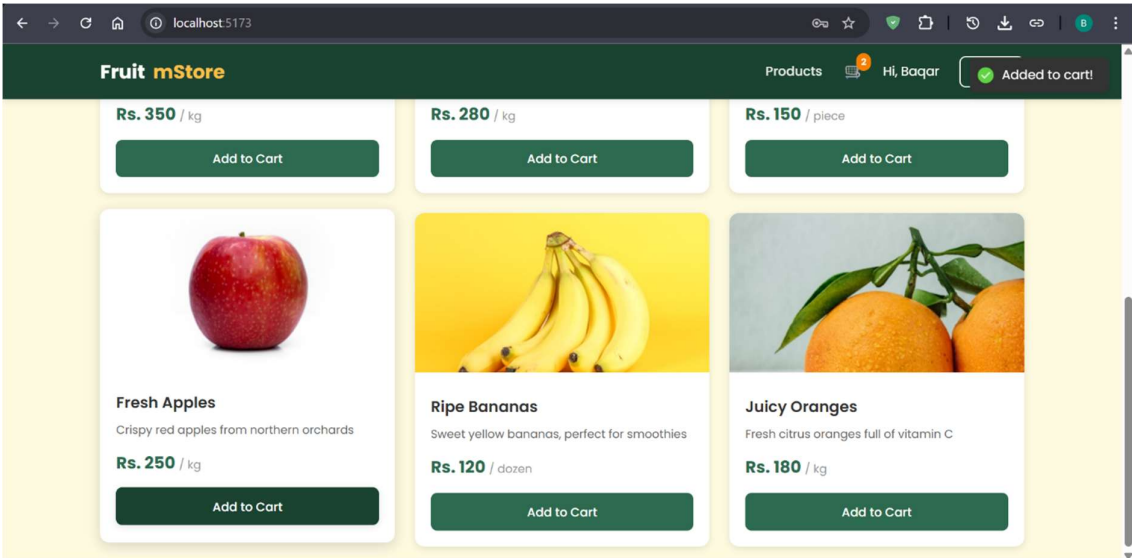 localhost:5173
B
Fruit mStore
Products
2
Hi, Baqar
Added to cart!
Rs. 350 / kg
Rs. 280 / kg
Rs. 150 / piece
Add to Cart
Add to Cart
Add to Cart
Fresh Apples
Crispy red apples from northern orchards
Rs. 250 / kg
Add to Cart
Ripe Bananas
Sweet yellow bananas, perfect for smoothies
Rs. 120 / dozen
Add to Cart
Juicy Oranges
Fresh citrus oranges full of vitamin C
Rs. 180 / kg
Add to Cart